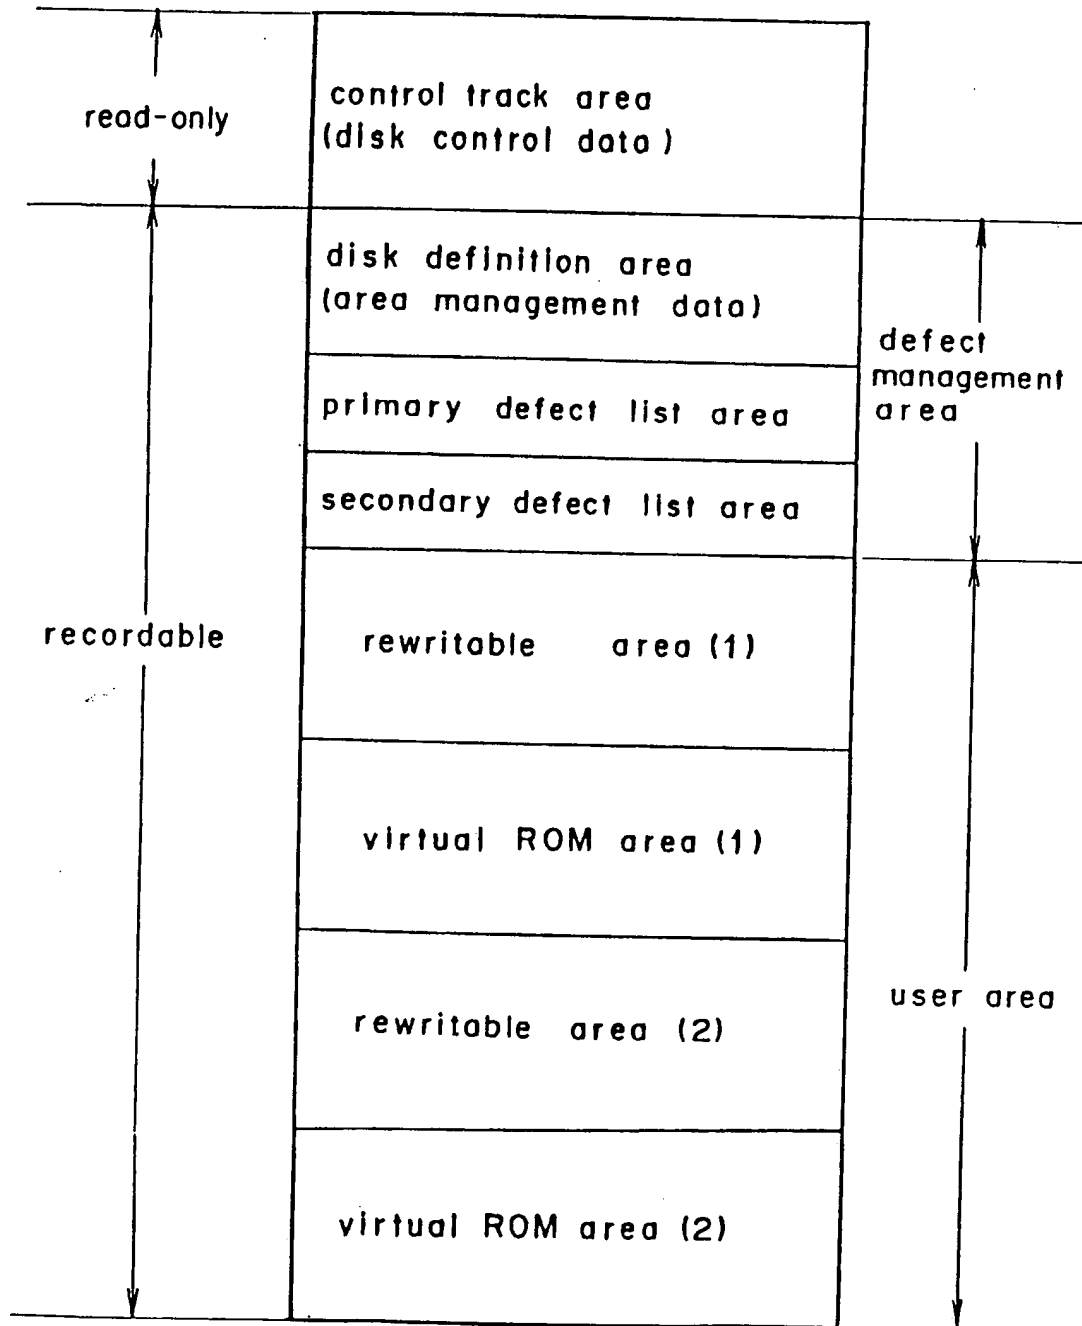 read-only
control track area
(disk control data)
disk definition area
(area management data)
defect
management
area
primary defect list area
secondary defect list area
recordable
rewritable area (1)
virtual ROM area (1)
user area
rewritable area (2)
virtual ROM area (2)